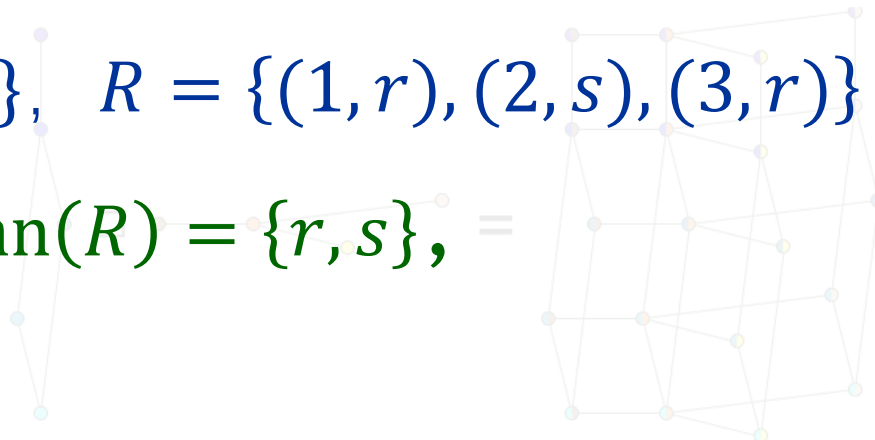 }, R = {(1, r), (2, s), (3, r)}
n(R) = {r, s}, =